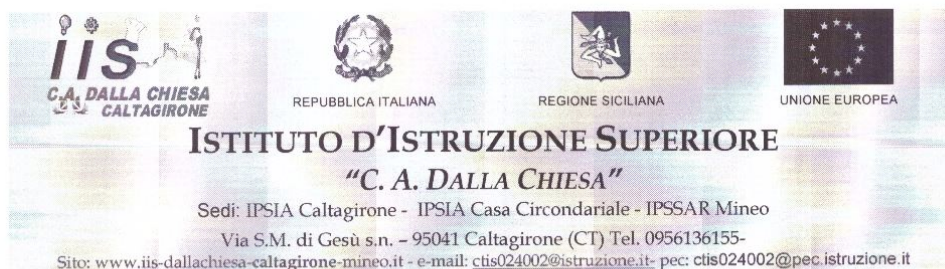 iis
C.A. DALLA CHIESA
CALTAGIRONE
REPUBBLICA ITALIANA
REGIONE SICILIANA
UNIONE EUROPEA
ISTITUTO D'ISTRUZIONE SUPERIORE
"C. A. DALLA CHIESA"
Sedi: IPSIA Caltagirone - IPSIA Casa Circondariale - IPSSAR Mineo
Via S.M. di Gesù s.n. – 95041 Caltagirone (CT) Tel. 0956136155-
Sito: www.iis-dallachiesa-caltagirone-mineo.it - e-mail: ctis024002@istruzione.it- pec: ctis024002@pec.istruzione.it